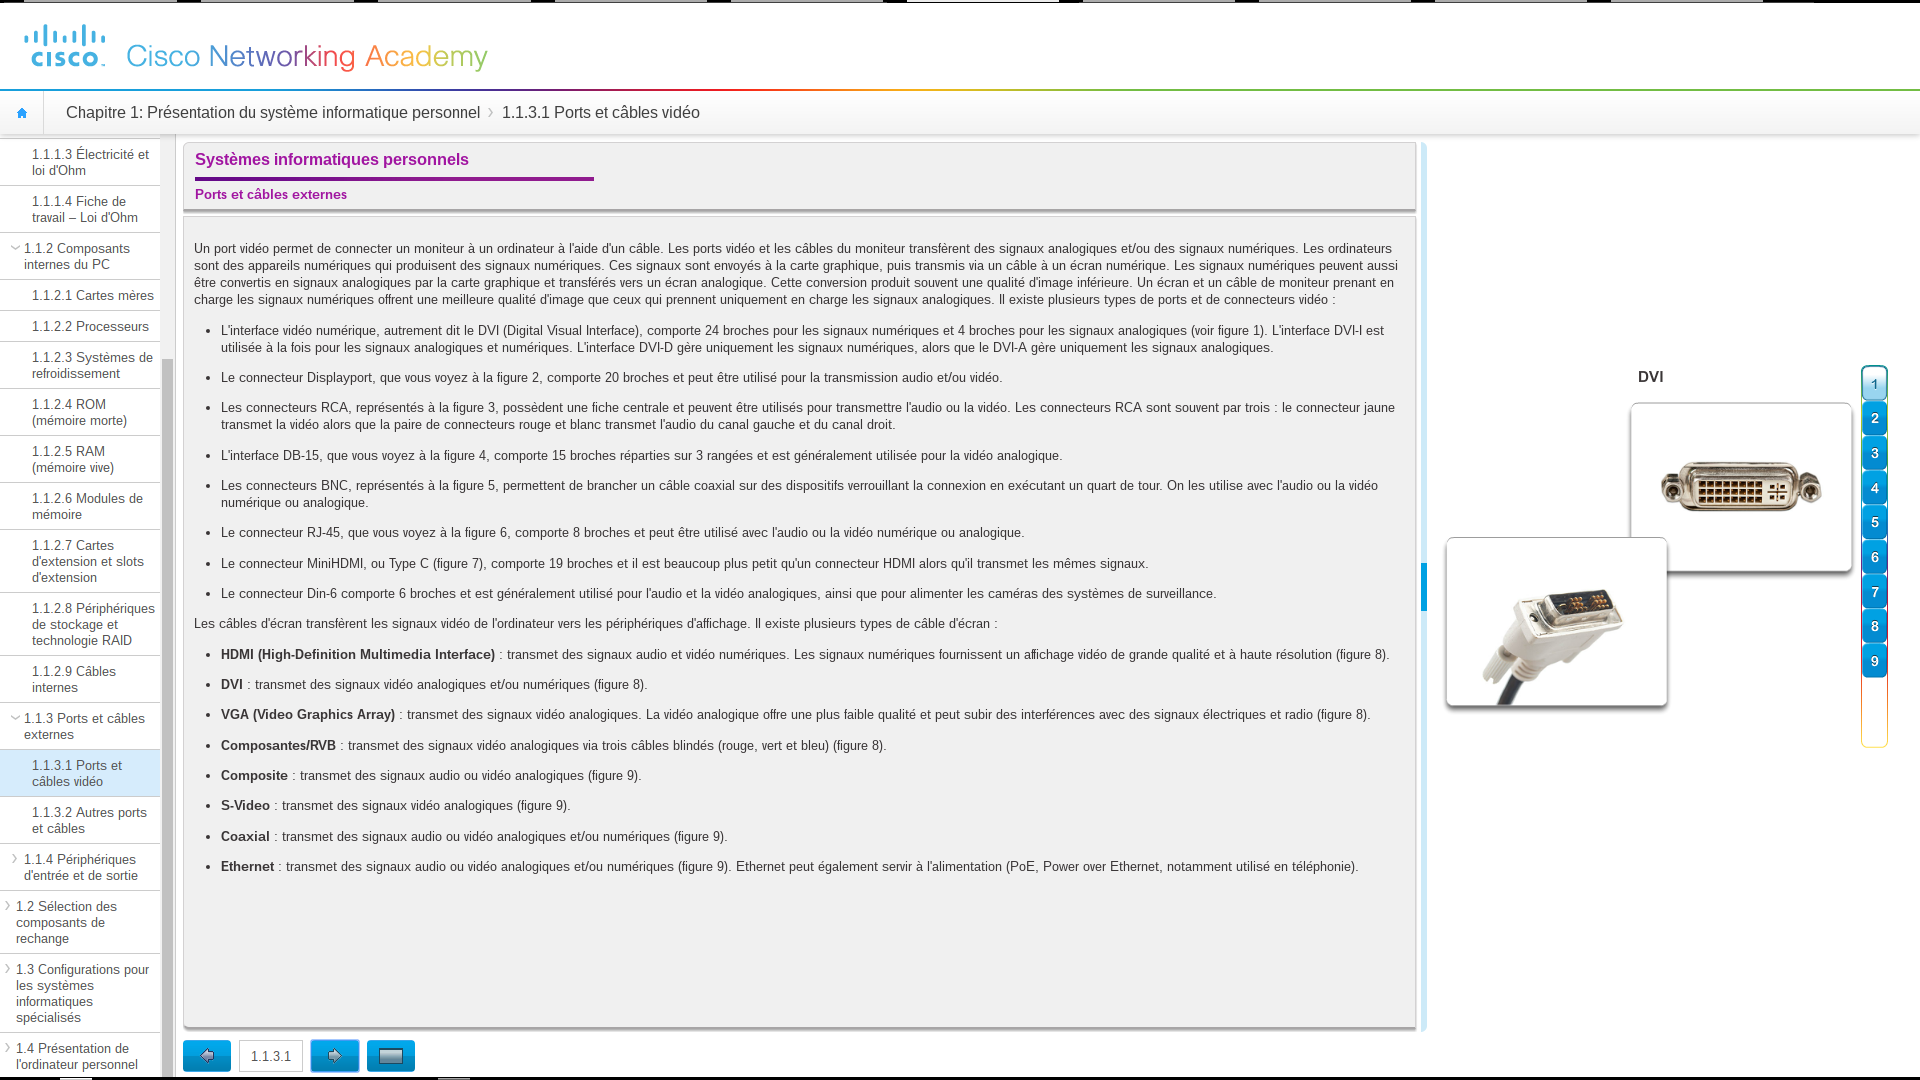 cisco
Cisco Networking Academy
Chapitre 1: Présentation du système informatique personnel
1.1.3.1 Ports et câbles vidéo
1.1.1.3 Électricité et
loi d'Ohm
1.1.1.4 Fiche de
travail – Loi d'Ohm
1.1.2 Composants
internes du PC
1.1.2.1 Cartes mères
1.1.2.2 Processeurs
1.1.2.3 Systèmes de
refroidissement
1.1.2.4 ROM
(mémoire morte)
1.1.2.5 RAM
(mémoire vive)
1.1.2.6 Modules de
mémoire
1.1.2.7 Cartes
d'extension et slots
d'extension
1.1.2.8 Périphériques
de stockage et
technologie RAID
1.1.2.9 Câbles
internes
1.1.3 Ports et câbles
externes
1.1.3.1 Ports et
câbles vidéo
1.1.3.2 Autres ports
et câbles
1.1.4 Périphériques
d'entrée et de sortie
1.2 Sélection des
composants de
rechange
1.3 Configurations pour
les systèmes
informatiques
spécialisés
1.4 Présentation de
l'ordinateur personnel
Systèmes informatiques personnels
Ports et câbles externes
Un port vidéo permet de connecter un moniteur à un ordinateur à l'aide d'un câble. Les ports vidéo et les câbles du moniteur transfèrent des signaux analogiques et/ou des signaux numériques. Les ordinateurs
sont des appareils numériques qui produisent des signaux numériques. Ces signaux sont envoyés à la carte graphique, puis transmis via un câble à un écran numérique. Les signaux numériques peuvent aussi
être convertis en signaux analogiques par la carte graphique et transférés vers un écran analogique. Cette conversion produit souvent une qualité d'image inférieure. Un écran et un câble de moniteur prenant en
charge les signaux numériques offrent une meilleure qualité d'image que ceux qui prennent uniquement en charge les signaux analogiques. Il existe plusieurs types de ports et de connecteurs vidéo :
• L'interface vidéo numérique, autrement dit le DVI (Digital Visual Interface), comporte 24 broches pour les signaux numériques et 4 broches pour les signaux analogiques (voir figure 1). L'interface DVI-I est
utilisée à la fois pour les signaux analogiques et numériques. L'interface DVI-D gère uniquement les signaux numériques, alors que le DVI-A gère uniquement les signaux analogiques.
• Le connecteur Displayport, que vous voyez à la figure 2, comporte 20 broches et peut être utilisé pour la transmission audio et/ou vidéo.
• Les connecteurs RCA, représentés à la figure 3, possèdent une fiche centrale et peuvent être utilisés pour transmettre l'audio ou la vidéo. Les connecteurs RCA sont souvent par trois : le connecteur jaune
transmet la vidéo alors que la paire de connecteurs rouge et blanc transmet l'audio du canal gauche et du canal droit.
• L'interface DB-15, que vous voyez à la figure 4, comporte 15 broches réparties sur 3 rangées et est généralement utilisée pour la vidéo analogique.
• Les connecteurs BNC, représentés à la figure 5, permettent de brancher un câble coaxial sur des dispositifs verrouillant la connexion en exécutant un quart de tour. On les utilise avec l'audio ou la vidéo
numérique ou analogique.
• Le connecteur RJ-45, que vous voyez à la figure 6, comporte 8 broches et peut être utilisé avec l'audio ou la vidéo numérique ou analogique.
• Le connecteur MiniHDMI, ou Type C (figure 7), comporte 19 broches et il est beaucoup plus petit qu'un connecteur HDMI alors qu'il transmet les mêmes signaux.
• Le connecteur Din-6 comporte 6 broches et est généralement utilisé pour l'audio et la vidéo analogiques, ainsi que pour alimenter les caméras des systèmes de surveillance.
Les câbles d'écran transfèrent les signaux vidéo de l'ordinateur vers les périphériques d'affichage. Il existe plusieurs types de câble d'écran :
• HDMI (High-Definition Multimedia Interface) : transmet des signaux audio et vidéo numériques. Les signaux numériques fournissent un affichage vidéo de grande qualité et à haute résolution (figure 8).
• DVI : transmet des signaux vidéo analogiques et/ou numériques (figure 8).
• VGA (Video Graphics Array) : transmet des signaux vidéo analogiques. La vidéo analogique offre une plus faible qualité et peut subir des interférences avec des signaux électriques et radio (figure 8).
• Composantes/RVB : transmet des signaux vidéo analogiques via trois câbles blindés (rouge, vert et bleu) (figure 8).
• Composite : transmet des signaux audio ou vidéo analogiques (figure 9).
• S-Video : transmet des signaux vidéo analogiques (figure 9).
• Coaxial : transmet des signaux audio ou vidéo analogiques et/ou numériques (figure 9).
• Ethernet : transmet des signaux audio ou vidéo analogiques et/ou numériques (figure 9). Ethernet peut également servir à l'alimentation (PoE, Power over Ethernet, notamment utilisé en téléphonie).
1.1.3.1
DVI
1
2
3
4
5
6
7
8
9